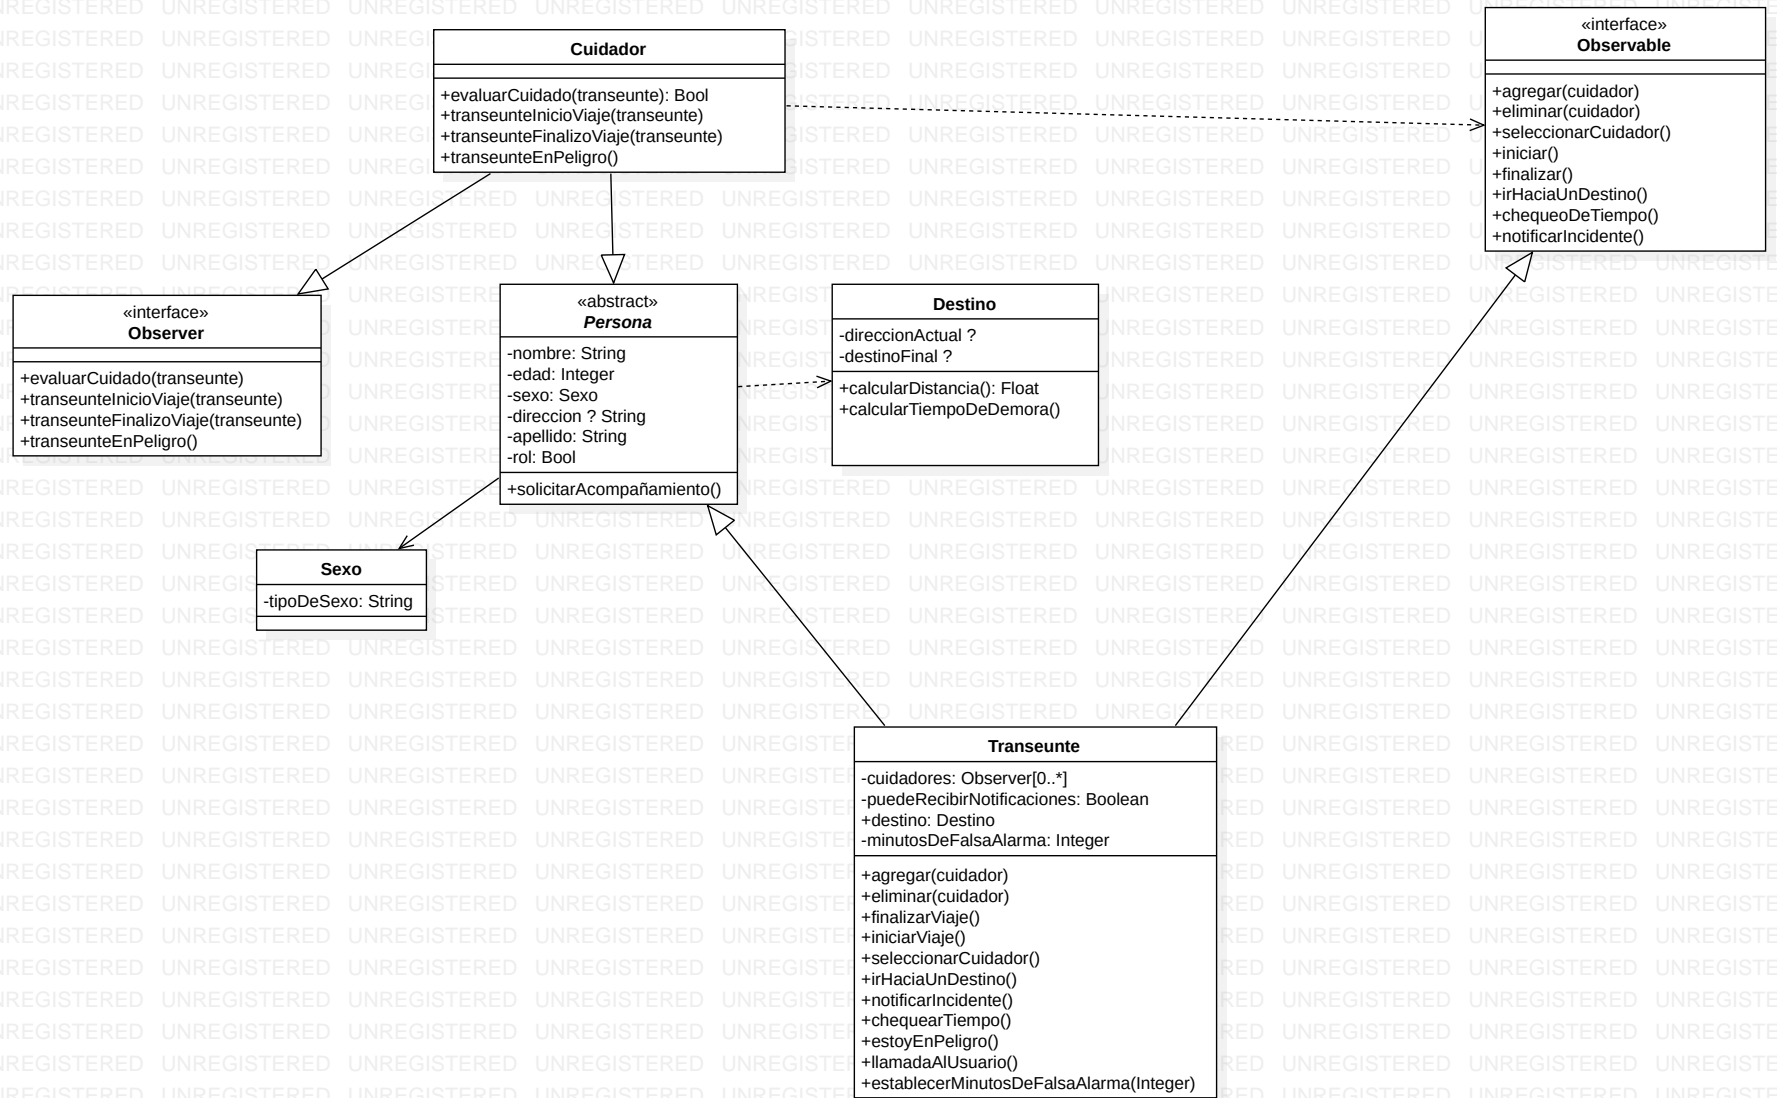 Cuidador
+evaluarCuidado(transeunte): Bool
+transeunteInicioViaje(transeunte)
+transeunteFinalizoViaje(transeunte)
+transeunteEnPeligro()
«interface»
Observable
+agregar(cuidador)
+eliminar(cuidador)
+seleccionarCuidador()
+iniciar()
+finalizar()
+irHaciaUnDestino()
+chequeoDeTiempo()
+notificarIncidente()
«interface»
Observer
+evaluarCuidado(transeunte)
+transeunteInicioViaje(transeunte)
+transeunteFinalizoViaje(transeunte)
+transeunteEnPeligro()
«abstract»
Persona
-nombre: String
-edad: Integer
-sexo: Sexo
-direccion ? String
-apellido: String
-rol: Bool
+solicitarAcompañamiento()
Destino
-direccionActual ?
-destinoFinal ?
+calcularDistancia(): Float
+calcularTiempoDeDemora()
Sexo
-tipoDeSexo: String
Transeunte
-cuidadores: Observer[0..*]
-puedeRecibirNotificaciones: Boolean
+destino: Destino
-minutosDeFalsaAlarma: Integer
+agregar(cuidador)
+eliminar(cuidador)
+finalizarViaje()
+iniciarViaje()
+seleccionarCuidador()
+irHaciaUnDestino()
+notificarIncidente()
+chequearTiempo()
+estoyEnPeligro()
+llamadaAlUsuario()
+establecerMinutosDeFalsaAlarma(Integer)
UNREGISTERED